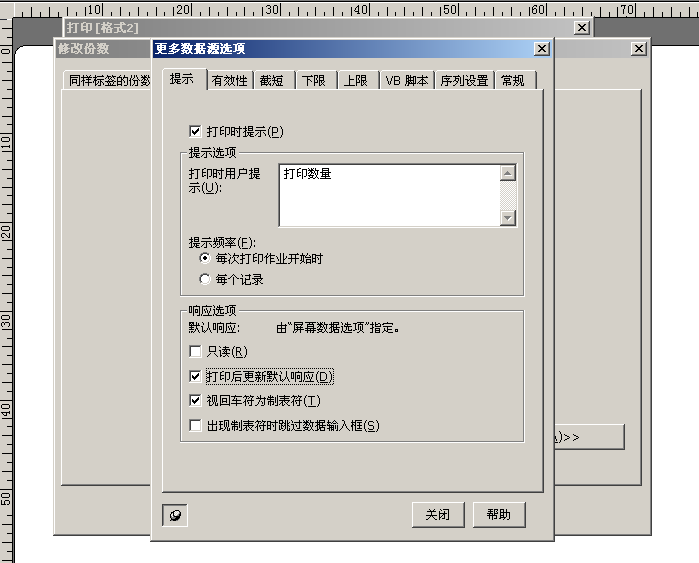 10 20 30 40 50 60 70
打印[格式2]
修改份数
更多数据源选项
同样标签的份数
提示 有效性 截短 下限 上限 VB 脚本 序列设置 常规
打印时提示(P)
提示选项
打印时用户提示(U):
打印数量
提示频率(F):
每次打印作业开始时
每个记录
响应选项
默认响应: 由“屏幕数据选项”指定。
只读(R)
打印后更新默认响应(D)
视回车符为制表符(T)
出现制表符时跳过数据输入框(S)
)>>
关闭 帮助
0
10
20
30
40
50